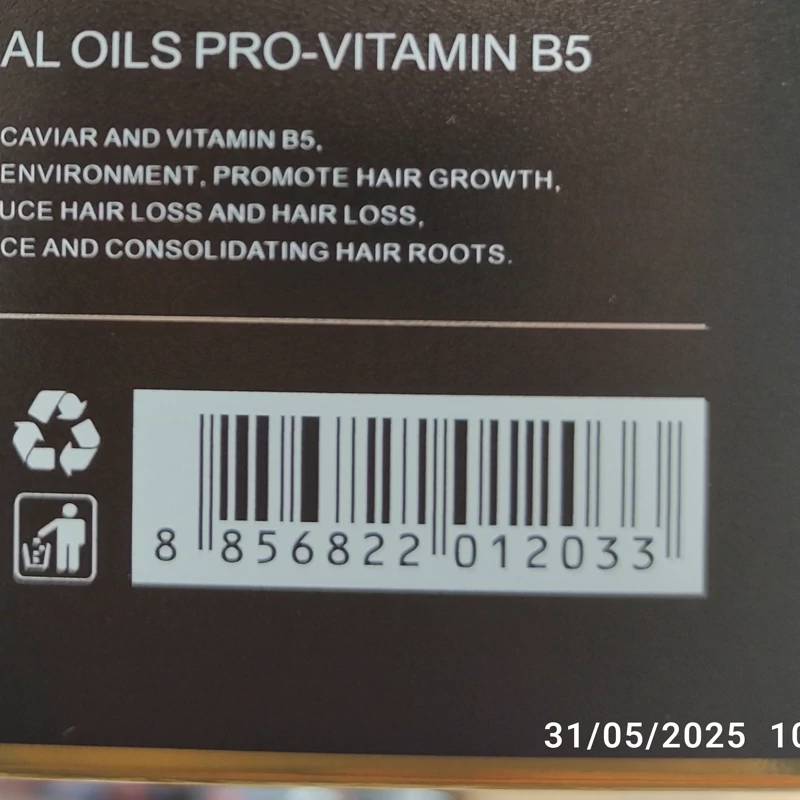 AL OILS PRO-VITAMIN B5
CAVIAR AND VITAMIN B5,
ENVIRONMENT, PROMOTE HAIR GROWTH,
UCE HAIR LOSS AND HAIR LOSS,
CE AND CONSOLIDATING HAIR ROOTS.
8 856822 012033
31/05/2025 10